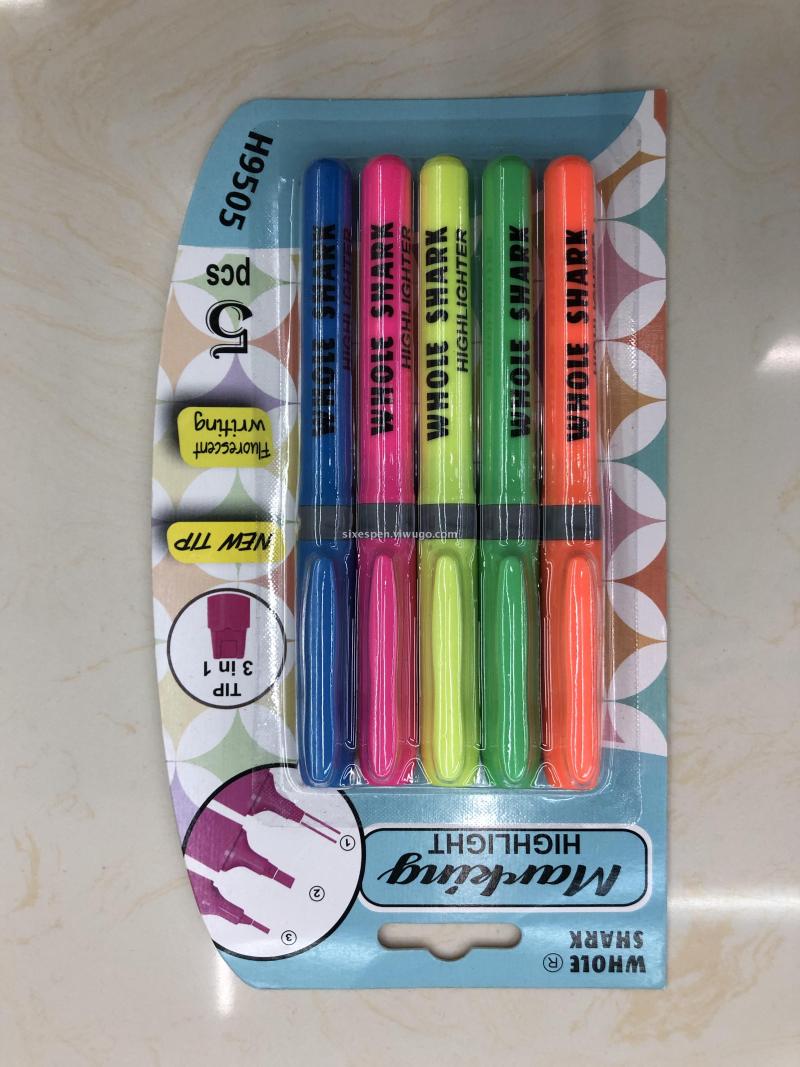 WHOLE ®
SHARK
Marking
HIGHLIGHT
①
②
③
TIP
3 in 1
NEW TIP
Fluorescent
writing
5
pcs
H9505
WHOLE SHARK
HIGHLIGHTER
WHOLE SHARK
HIGHLIGHTER
WHOLE SHARK
HIGHLIGHTER
WHOLE SHARK
WHOLE SHARK
sixespen.yiwugo.com